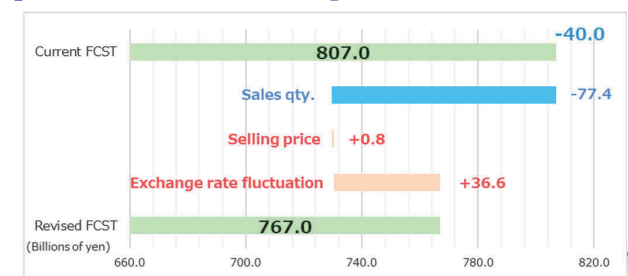 -40.0
Current FCST 807.0
Sales qty. -77.4
Selling price +0.8
Exchange rate fluctuation +36.6
Revised FCST 767.0
(Billions of yen)
660.0 700.0 740.0 780.0 820.0